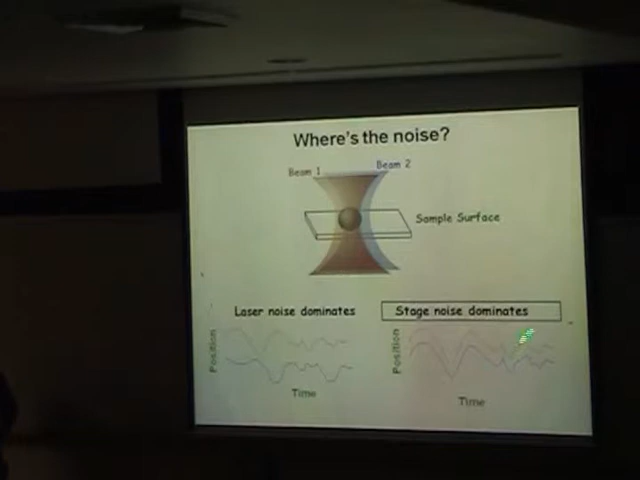 Where's the noise?
Beam 1
Beam 2
Sample Surface
Laser noise dominates
Stage noise dominates
Position
Time
Position
Time